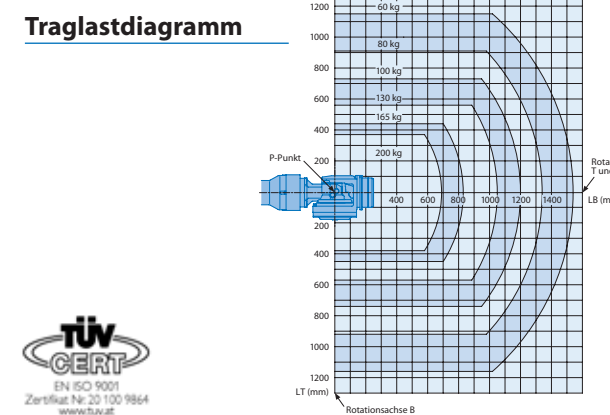 Traglastdiagramm
1200
60 kg
1000
80 kg
800
100 kg
600
130 kg
400
165 kg
P-Punkt
200
200 kg
400 600 800 1000 1200 1400
LB
200
400
600
800
1000
1200
LT (mm)
Rotationsachse B
TÜV
CERT
EN ISO 9001
Zertifikat Nr. 20 100 9864
www.tuv.at